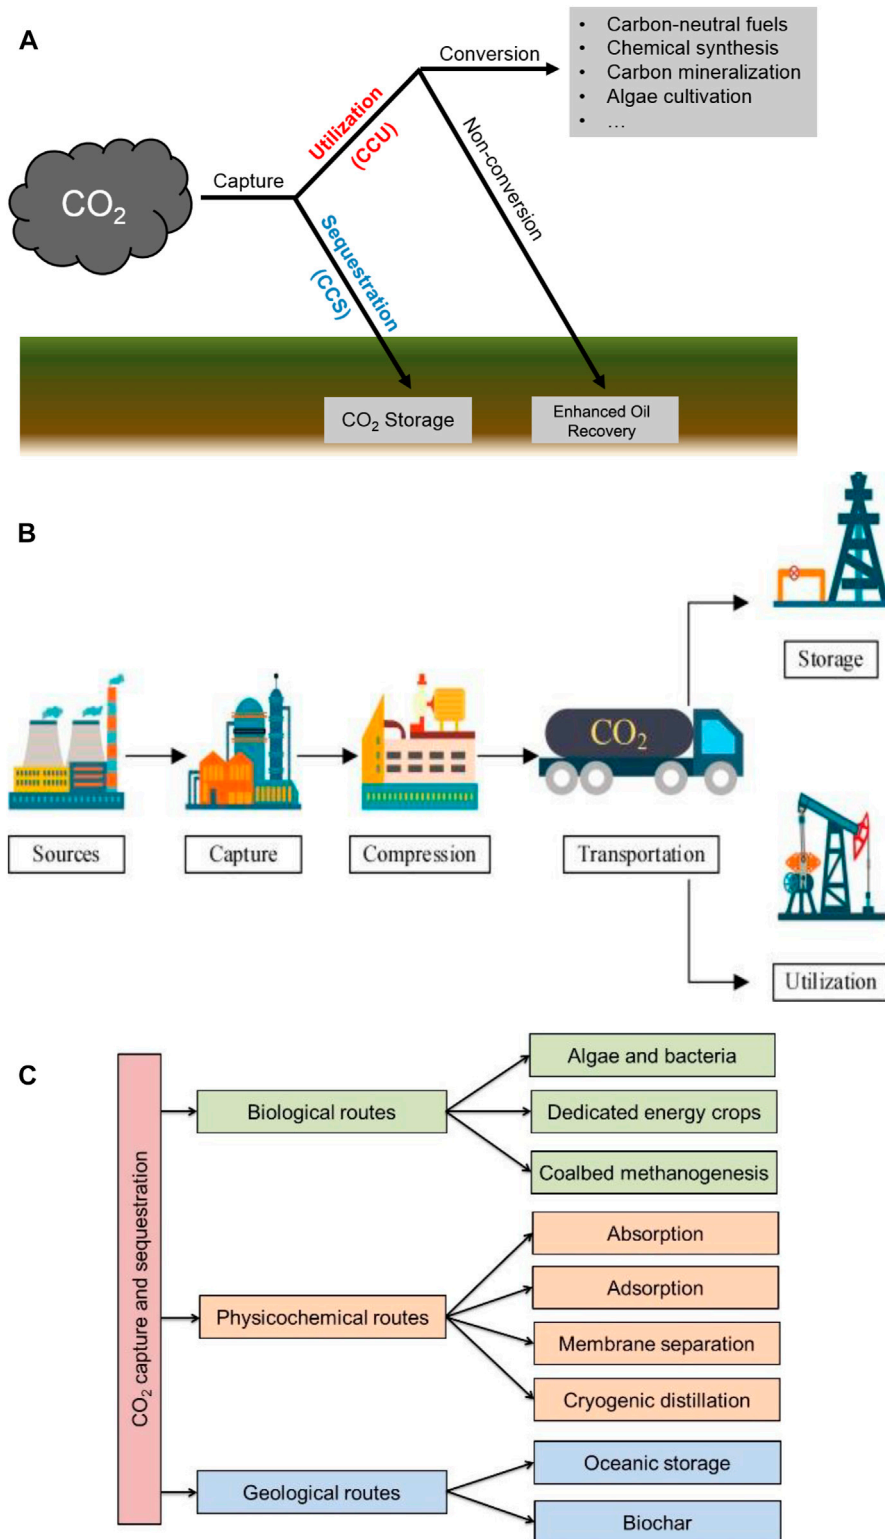 A
CO₂
Capture
Utilization
(CCU)
Sequestration
(CCS)
Conversion
Non-conversion
• Carbon-neutral fuels
• Chemical synthesis
• Carbon mineralization
• Algae cultivation
• …
CO₂ Storage
Enhanced Oil
Recovery
B
Sources
Capture
Compression
CO₂
Transportation
Storage
Utilization
C
CO₂ capture and sequestration
Biological routes
Algae and bacteria
Dedicated energy crops
Coalbed methanogenesis
Physicochemical routes
Absorption
Adsorption
Membrane separation
Cryogenic distillation
Geological routes
Oceanic storage
Biochar